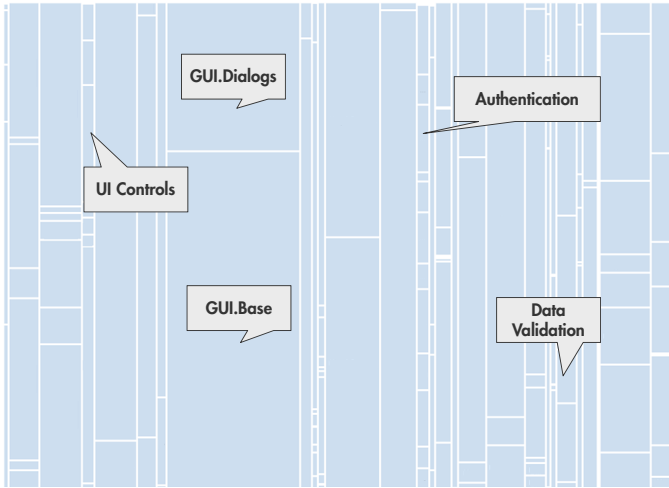 GUI.Dialogs
Authentication
UI Controls
GUI.Base
Data
Validation